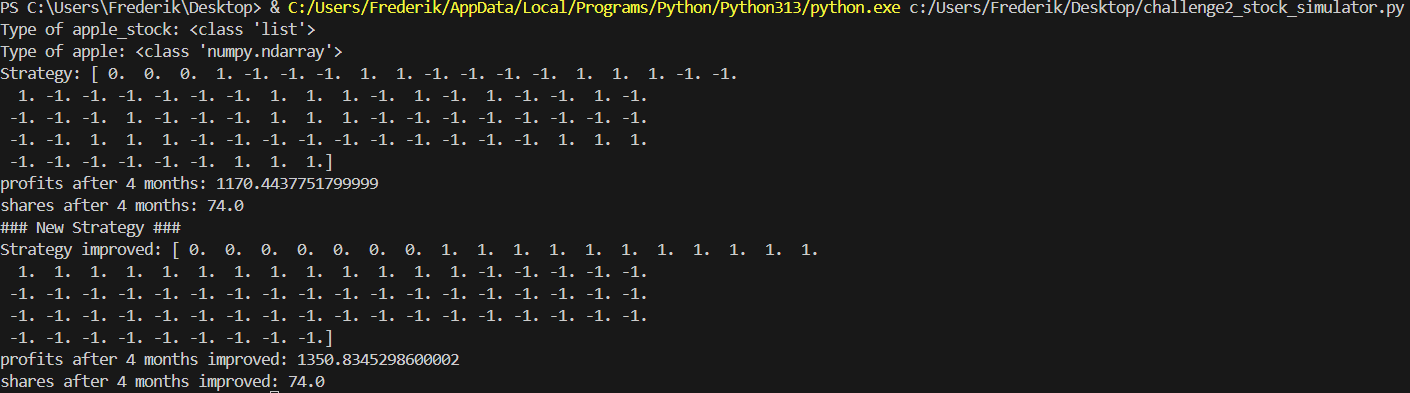 PS C:\Users\Frederik\Desktop> & C:/Users/Frederik/AppData/Local/Programs/Python/Python313/python.exe c:/Users/Frederik/Desktop/challenge2_stock_simulator.py
Type of apple_stock: <class 'list'>
Type of apple: <class 'numpy.ndarray'>
Strategy: [ 0.  0.  0.  1. -1. -1. -1.  1.  1. -1. -1. -1. -1.  1.  1.  1. -1. -1.
  1. -1. -1. -1. -1. -1. -1.  1.  1.  1. -1.  1. -1.  1. -1. -1.  1. -1.
 -1. -1.  1.  1. -1. -1.  1.  1.  1. -1. -1. -1. -1. -1. -1. -1. -1. -1.
 -1. -1.  1.  1.  1. -1. -1. -1. -1. -1. -1. -1. -1. -1. -1.  1.  1.  1.
 -1. -1. -1. -1. -1. -1.  1.  1.  1.]
profits after 4 months: 1170.4437751799999
shares after 4 months: 74.0
### New Strategy ###
Strategy improved: [ 0.  0.  0.  0.  0.  0.  0.  1.  1.  1.  1.  1.  1.  1.  1.  1.  1.  1.
  1.  1.  1.  1.  1.  1.  1.  1.  1.  1.  1.  1.  1. -1. -1. -1. -1. -1.
 -1. -1. -1. -1. -1. -1. -1. -1. -1. -1. -1. -1. -1. -1. -1. -1. -1. -1.
 -1. -1. -1. -1. -1. -1. -1. -1. -1. -1. -1. -1. -1. -1. -1. -1. -1. -1.
 -1. -1. -1. -1. -1. -1. -1. -1. -1.]
profits after 4 months improved: 1350.8345298600002
shares after 4 months improved: 74.0